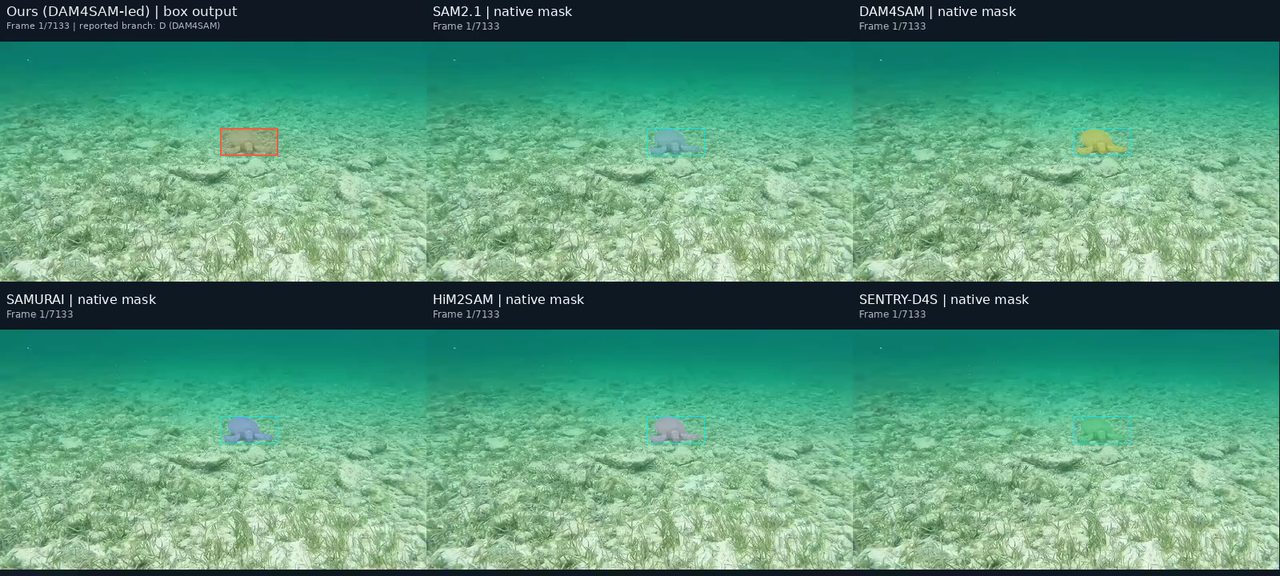 Ours (DAM4SAM-led) | box output
Frame 1/7133 | reported branch: D (DAM4SAM)
SAM2.1 | native mask
Frame 1/7133
DAM4SAM | native mask
Frame 1/7133
SAMURAI | native mask
Frame 1/7133
HiM2SAM | native mask
Frame 1/7133
SENTRY-D4S | native mask
Frame 1/7133